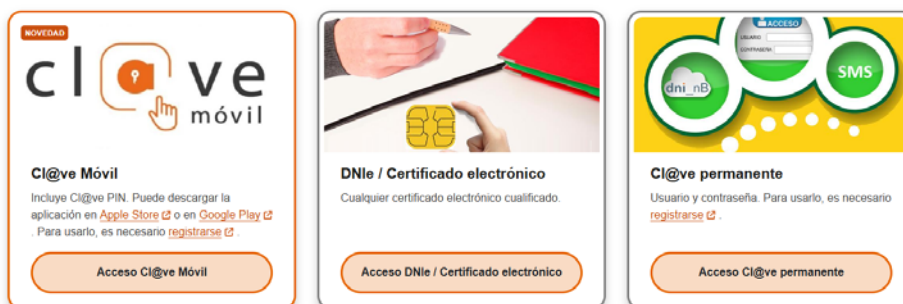 NOVEDAD
cl@ve
móvil
Cl@ve Móvil
Incluye Cl@ve PIN. Puede descargar la
aplicación en Apple Store o en Google Play
. Para usarlo, es necesario registrarse .
Acceso Cl@ve Móvil
DNIe / Certificado electrónico
Cualquier certificado electrónico cualificado.
Acceso DNIe / Certificado electrónico
ACCESO
USUARIO
CONTRASEÑA
dni_nB
SMS
Cl@ve permanente
Usuario y contraseña. Para usarlo, es necesario
registrarse .
Acceso Cl@ve permanente